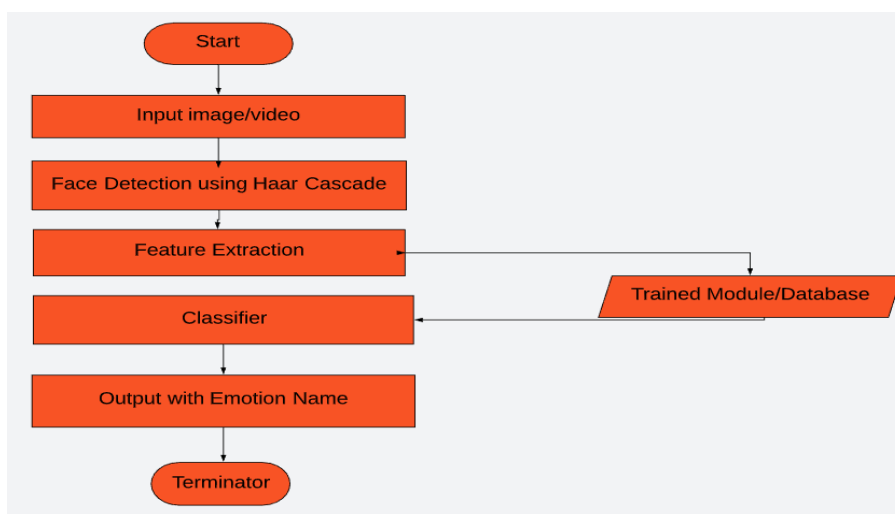 Start
Input image/video
Face Detection using Haar Cascade
Feature Extraction
Trained Module/Database
Classifier
Output with Emotion Name
Terminator